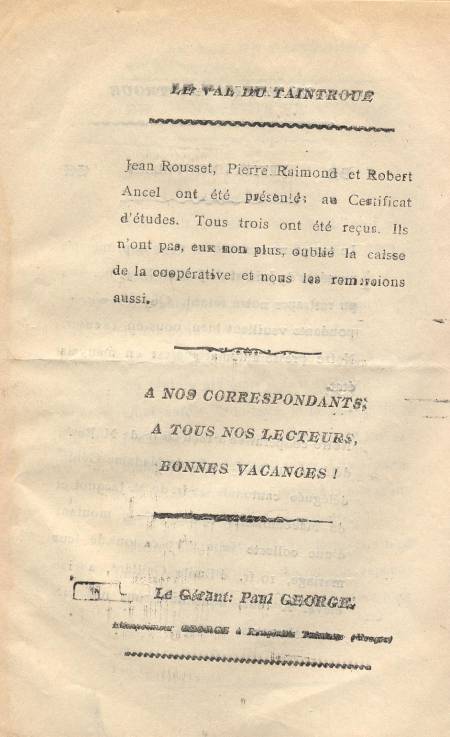 LE VAL DU TAINTROUÉ
Jean Rousset, Pierre Raimond et Robert
Ancel ont été présentés au Certificat
d'études. Tous trois ont été reçus. Ils
n'ont pas, eux non plus, oublié la caisse
de la coopérative et nous les remercions
aussi.
A NOS CORRESPONDANTS,
A TOUS NOS LECTEURS,
BONNES VACANCES !
Le Gérant: Paul GEORGE.
GEORGE à (Vosges)